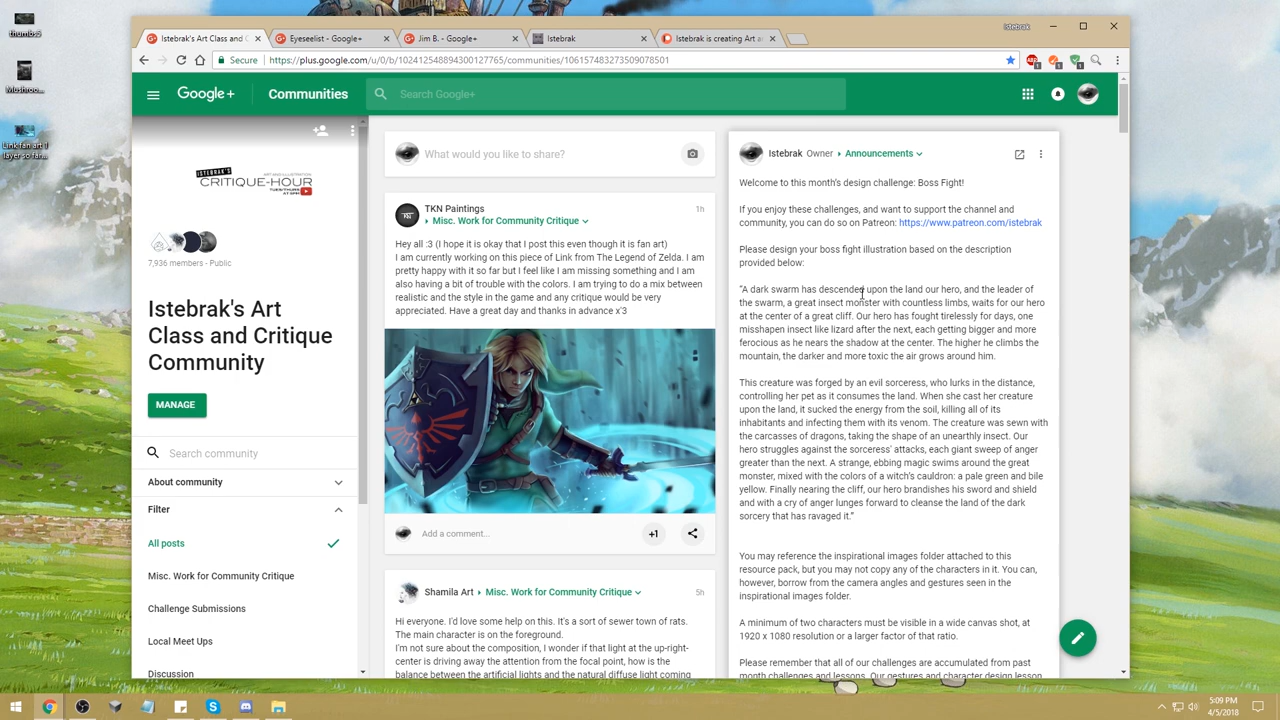 thumbs5
Mushroo...
Link fan art 1
layer so far...
Istebrak
Istebrak's Art Class and C
Eyeseelist - Google+
Jim B. - Google+
Istebrak
Istebrak is creating Art a
Secure
https://plus.google.com/u/0/b/102412548894300127765/communities/106157483273509078501
Google+
Communities
Search Google+
ISTEBRAK'S
CRITIQUE-HOUR
7,936 members - Public
Istebrak's Art
Class and Critique
Community
MANAGE
Search community
About community
Filter
All posts
Misc. Work for Community Critique
Challenge Submissions
Local Meet Ups
Discussion
What would you like to share?
TKN Paintings
1h
Misc. Work for Community Critique
Hey all :3 (I hope it is okay that I post this even though it is fan art)
I am currently working on this piece of Link from The Legend of Zelda. I am
pretty happy with it so far but I feel like I am missing something and I am
also having a bit of trouble with the colors. I am trying to do a mix between
realistic and the style in the game and any critique would be very
appreciated. Have a great day and thanks in advance x'3
Add a comment...
+1
Shamila Art
Misc. Work for Community Critique
5h
Hi everyone. I'd love some help on this. It's a sort of sewer town of rats.
The main character is on the foreground.
I'm not sure about the composition, I wonder if that light at the up-right-
center is driving away the attention from the focal point, how is the
balance between the artificial lights and the natural diffuse light coming
Istebrak Owner
Announcements
Welcome to this month's design challenge: Boss Fight!
If you enjoy these challenges, and want to support the channel and
community, you can do so on Patreon: https://www.patreon.com/istebrak
Please design your boss fight illustration based on the description
provided below:
"A dark swarm has descended upon the land our hero, and the leader of
the swarm, a great insect monster with countless limbs, waits for our hero
at the center of a great cliff. Our hero has fought tirelessly for days, one
misshapen insect like lizard after the next, each getting bigger and more
ferocious as he nears the shadow at the center. The higher he climbs the
mountain, the darker and more toxic the air grows around him.
This creature was forged by an evil sorceress, who lurks in the distance,
controlling her pet as it consumes the land. When she cast her creature
upon the land, it sucked the energy from the soil, killing all of its
inhabitants and infecting them with its venom. The creature was sewn with
the carcasses of dragons, taking the shape of an unearthly insect. Our
hero struggles against the sorceress' attacks, each giant sweep of anger
greater than the next. A strange, ebbing magic swims around the great
monster, mixed with the colors of a witch's cauldron: a pale green and bile
yellow. Finally nearing the cliff, our hero brandishes his sword and shield
and with a cry of anger lunges forward to cleanse the land of the dark
sorcery that has ravaged it."
You may reference the inspirational images folder attached to this
resource pack, but you may not copy any of the characters in it. You can,
however, borrow from the camera angles and gestures seen in the
inspirational images folder.
A minimum of two characters must be visible in a wide canvas shot, at
1920 x 1080 resolution or a larger factor of that ratio.
Please remember that all of our challenges are accumulated from past
month challenges and lessons. Our gestures and character design lesson
5:09 PM
4/5/2018